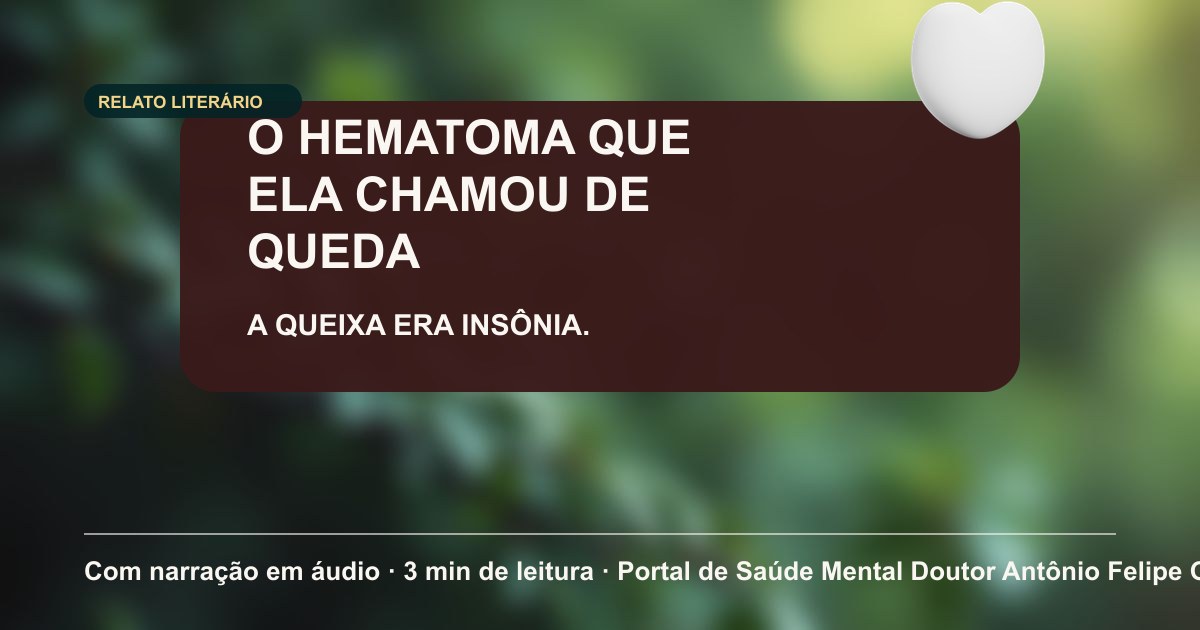 RELATO LITERÁRIO
O HEMATOMA QUE
ELA CHAMOU DE
QUEDA
A QUEIXA ERA INSÔNIA.
Com narração em áudio · 3 min de leitura · Portal de Saúde Mental Doutor Antônio Felipe